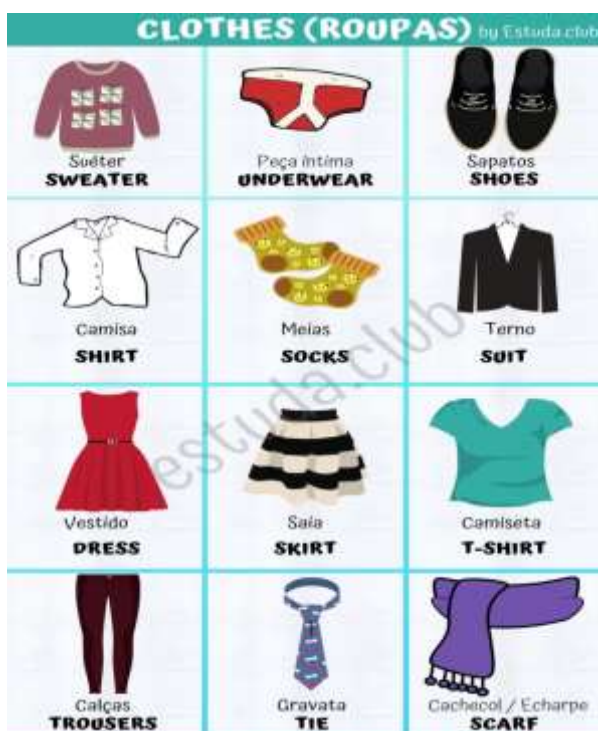 CLOTHES (ROUPAS) by Estuda.club
Suéter
SWEATER
Peça íntima
UNDERWEAR
Sapatos
SHOES
Camisa
SHIRT
Meias
SOCKS
Terno
SUIT
Vestido
DRESS
Saia
SKIRT
Camiseta
T-SHIRT
Calças
TROUSERS
Gravata
TIE
Cachecol / Echarpe
SCARF
estuda.club